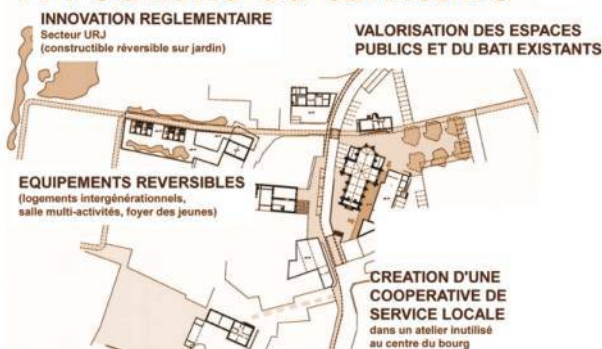 INNOVATION REGLEMENTAIRE
Secteur URJ
(constructible réversible sur jardin)
VALORISATION DES ESPACES
PUBLICS ET DU BATI EXISTANTS
EQUIPEMENTS REVERSIBLES
(logements intergénérationnels,
salle multi-activités, foyer des jeunes)
CREATION D'UNE
COOPERATIVE DE
SERVICE LOCALE
dans un atelier inutilisé
au centre du bourg